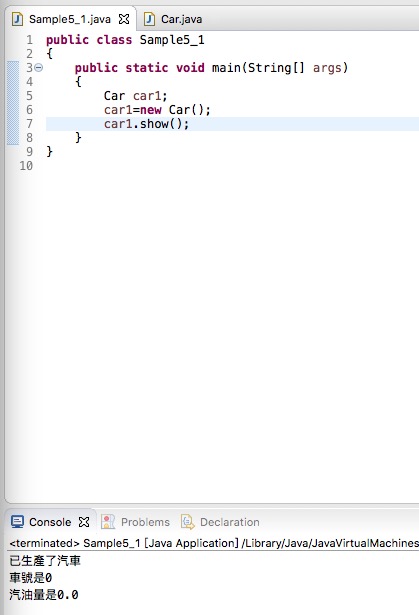 Sample5_1.java
Car.java
1 public class Sample5_1
2 {
3 public static void main(String[] args)
4 {
5 Car car1;
6 car1=new Car();
7 car1.show();
8 }
9 }
10
Console
Problems
Declaration
<terminated> Sample5_1 [Java Application] /Library/Java/JavaVirtualMachines
已生產了汽車
車號是0
汽油量是0.0